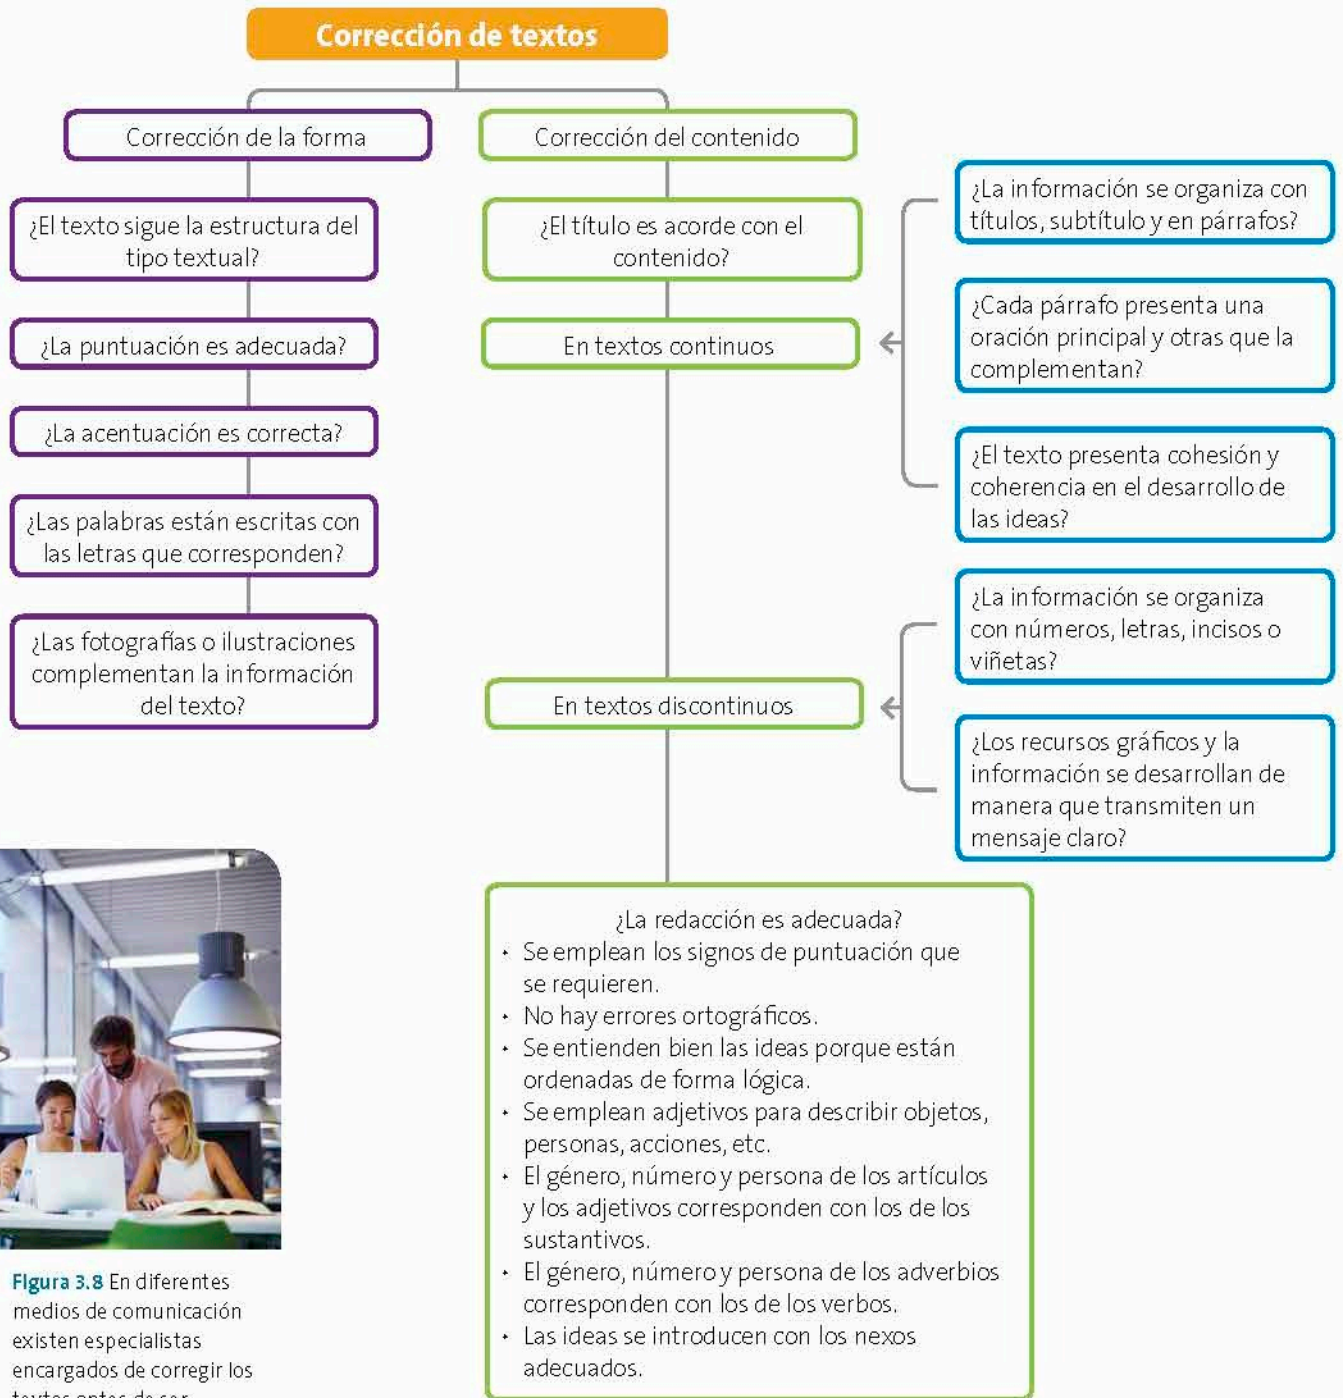 Corrección de textos
Corrección de la forma
¿El texto sigue la estructura del
tipo textual?
¿La puntuación es adecuada?
¿La acentuación es correcta?
¿Las palabras están escritas con
las letras que corresponden?
¿Las fotografías o ilustraciones
complementan la información
del texto?
Corrección del contenido
¿El título es acorde con el
contenido?
En textos continuos
¿La información se organiza con
títulos, subtítulo y en párrafos?
¿Cada párrafo presenta una
oración principal y otras que la
complementan?
¿El texto presenta cohesión y
coherencia en el desarrollo de
las ideas?
En textos discontinuos
¿La información se organiza
con números, letras, incisos o
viñetas?
¿Los recursos gráficos y la
información se desarrollan de
manera que transmiten un
mensaje claro?
¿La redacción es adecuada?
• Se emplean los signos de puntuación que
se requieren.
• No hay errores ortográficos.
• Se entienden bien las ideas porque están
ordenadas de forma lógica.
• Se emplean adjetivos para describir objetos,
personas, acciones, etc.
• El género, número y persona de los artículos
y los adjetivos corresponden con los de los
sustantivos.
• El género, número y persona de los adverbios
corresponden con los de los verbos.
• Las ideas se introducen con los nexos
adecuados.
Figura 3.8 En diferentes
medios de comunicación
existen especialistas
encargados de corregir los
textos antes de ser